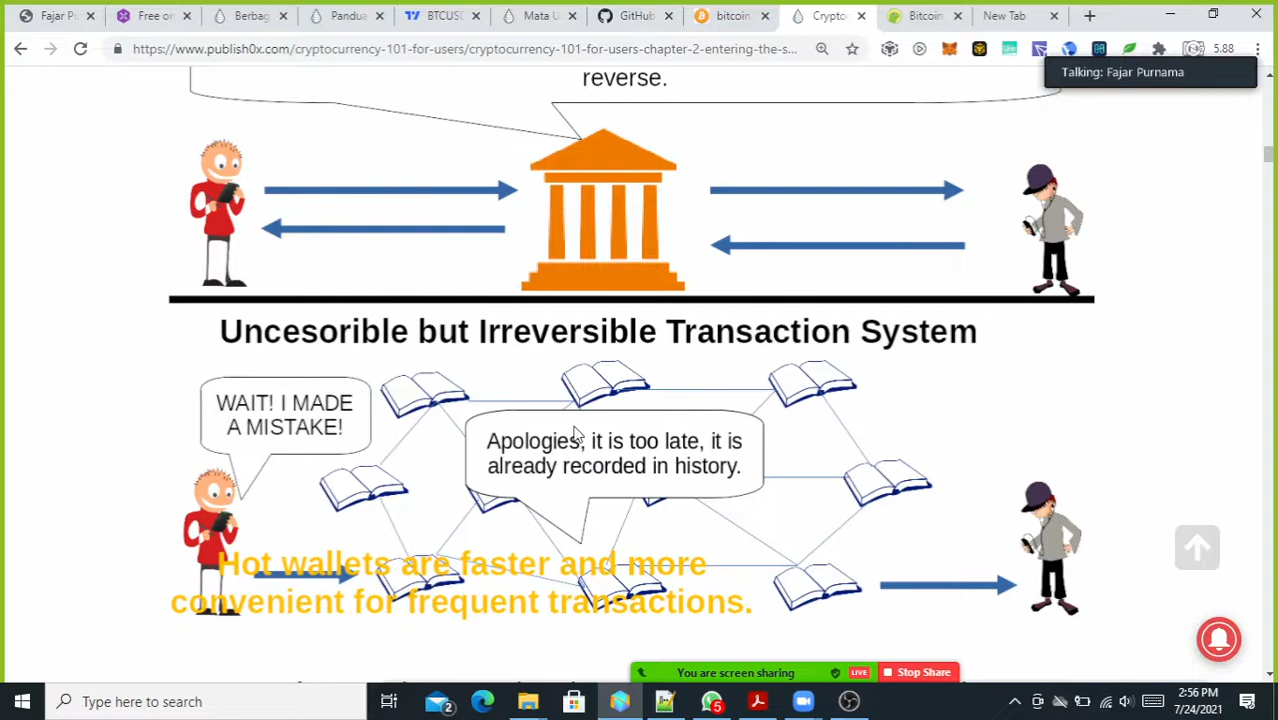 Fajar Pu
Free on
Berbag
Pandua
BTCUSD
Mata U
GitHub
bitcoin
Crypto
Bitcoin
New Tab
https://www.publish0x.com/cryptocurrency-101-for-users/cryptocurrency-101-for-users-chapter-2-entering-the-s...
5.88
Talking: Fajar Purnama
reverse.
Uncesorible but Irreversible Transaction System
WAIT! I MADE
A MISTAKE!
Apologies, it is too late, it is
already recorded in history.
Hot wallets are faster and more
convenient for frequent transactions.
You are screen sharing
LIVE
Stop Share
Type here to search
2
5
2:56 PM
7/24/2021